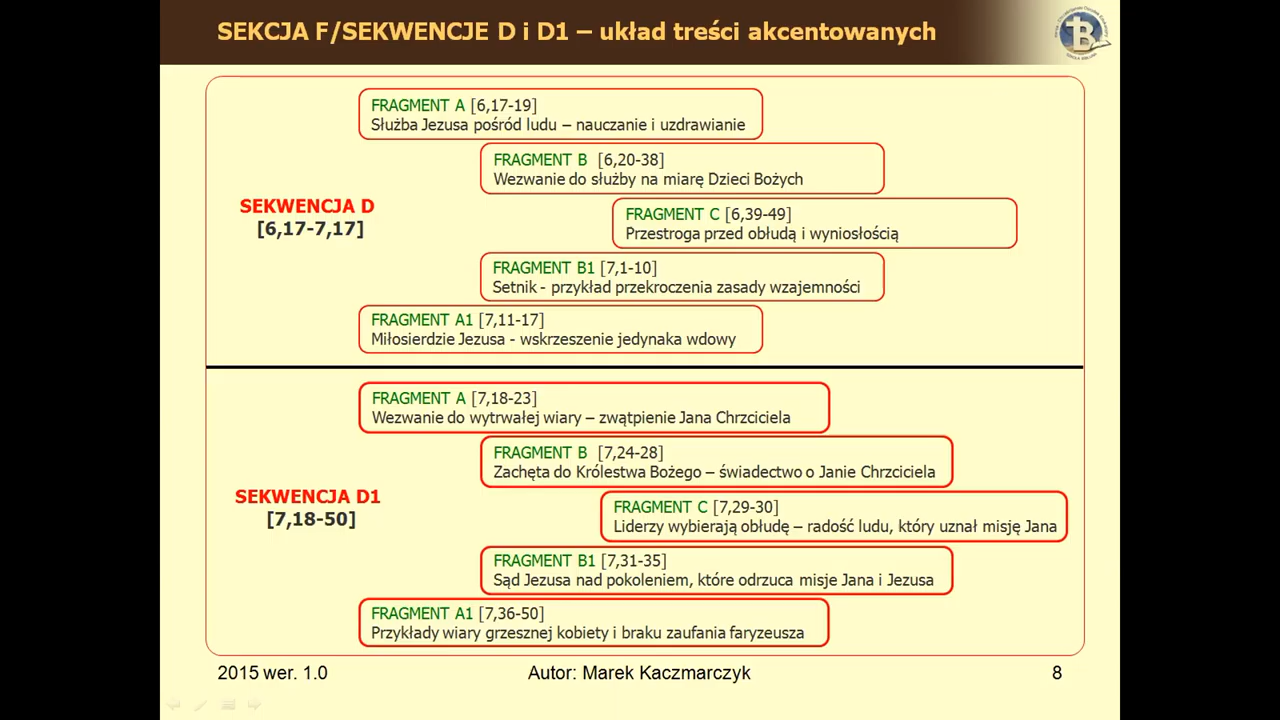 SEKCJA F/SEKWENCJE D i D1 – układ treści akcentowanych
FRAGMENT A [6,17-19]
Służba Jezusa pośród ludu – nauczanie i uzdrawianie
FRAGMENT B [6,20-38]
Wezwanie do służby na miarę Dzieci Bożych
SEKWENCJA D
[6,17-7,17]
FRAGMENT C [6,39-49]
Przestroga przed obłudą i wyniosłością
FRAGMENT B1 [7,1-10]
Setnik - przykład przekroczenia zasady wzajemności
FRAGMENT A1 [7,11-17]
Miłosierdzie Jezusa - wskrzeszenie jedynaka wdowy
FRAGMENT A [7,18-23]
Wezwanie do wytrwałej wiary – zwątpienie Jana Chrzciciela
FRAGMENT B [7,24-28]
Zachęta do Królestwa Bożego – świadectwo o Janie Chrzciciela
SEKWENCJA D1
[7,18-50]
FRAGMENT C [7,29-30]
Liderzy wybierają obłudę – radość ludu, który uznał misję Jana
FRAGMENT B1 [7,31-35]
Sąd Jezusa nad pokoleniem, które odrzuca misje Jana i Jezusa
FRAGMENT A1 [7,36-50]
Przykłady wiary grzesznej kobiety i braku zaufania faryzeusza
2015 wer. 1.0
Autor: Marek Kaczmarczyk
8